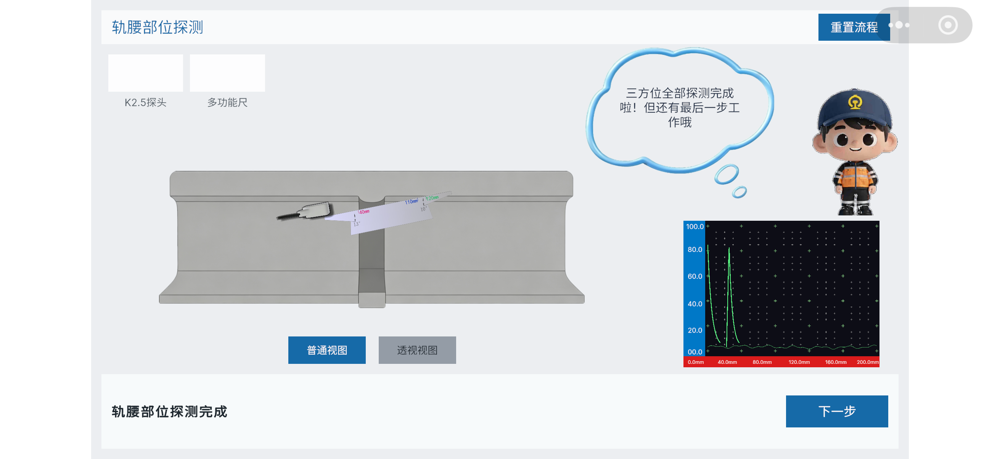 轨腰部位探测
重置流程
K2.5探头
多功能尺
三方位全部探测完成
啦！但还有最后一步工
作哦
40mm
13°
110mm
120mm
10°
100.0
80.0
60.0
40.0
20.0
00.0
0.0mm 40.0mm 80.0mm 120.0mm 160.0mm 200.0mm
普通视图
透视视图
轨腰部位探测完成
下一步